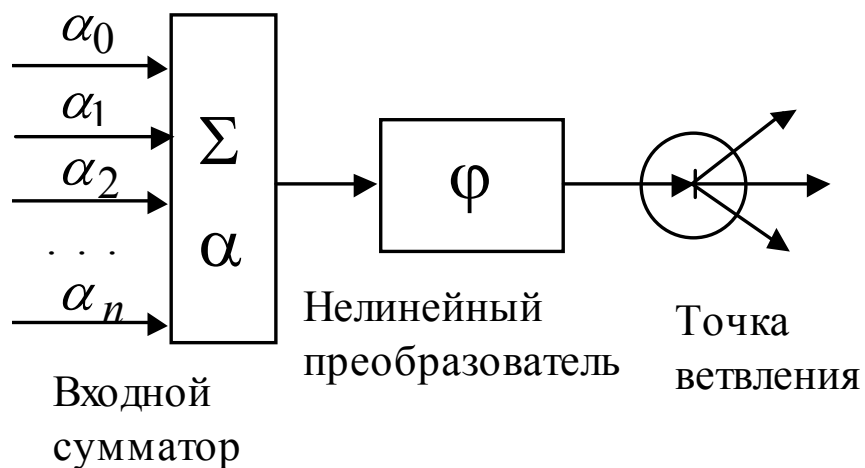 α0
α1
α2
. . .
αn
Σ
α
φ
Нелинейный
преобразователь
Точка
ветвления
Входной
сумматор